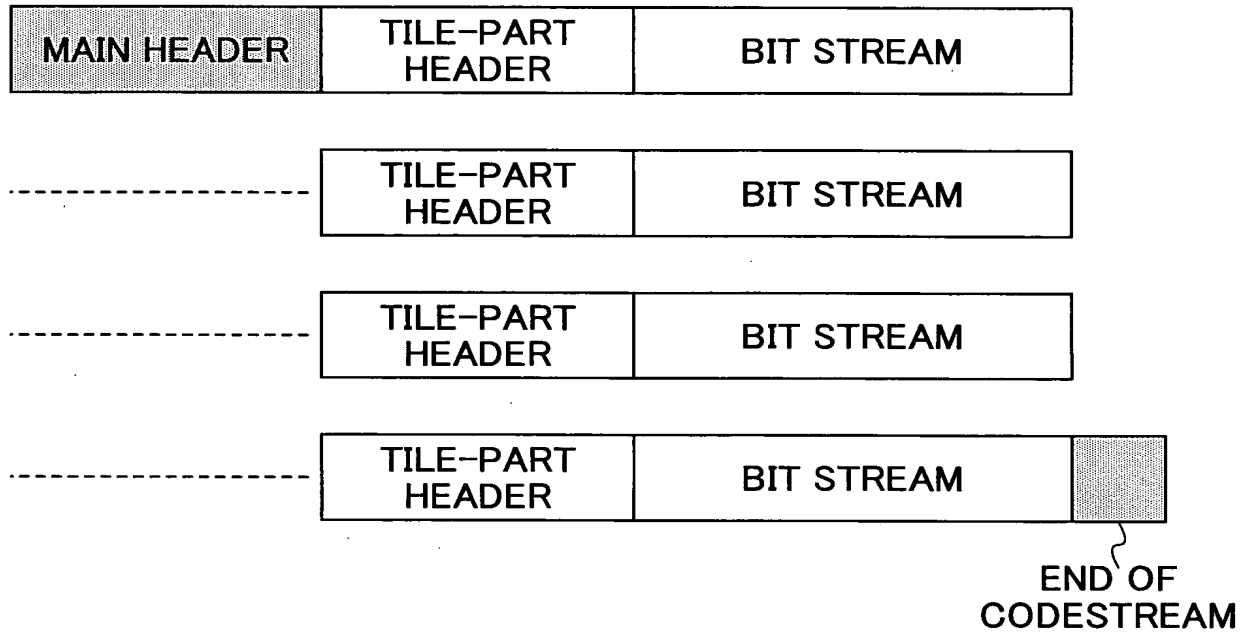 MAIN HEADER
TILE-PART
HEADER
BIT STREAM
TILE-PART
HEADER
BIT STREAM
TILE-PART
HEADER
BIT STREAM
TILE-PART
HEADER
BIT STREAM
END OF
CODESTREAM